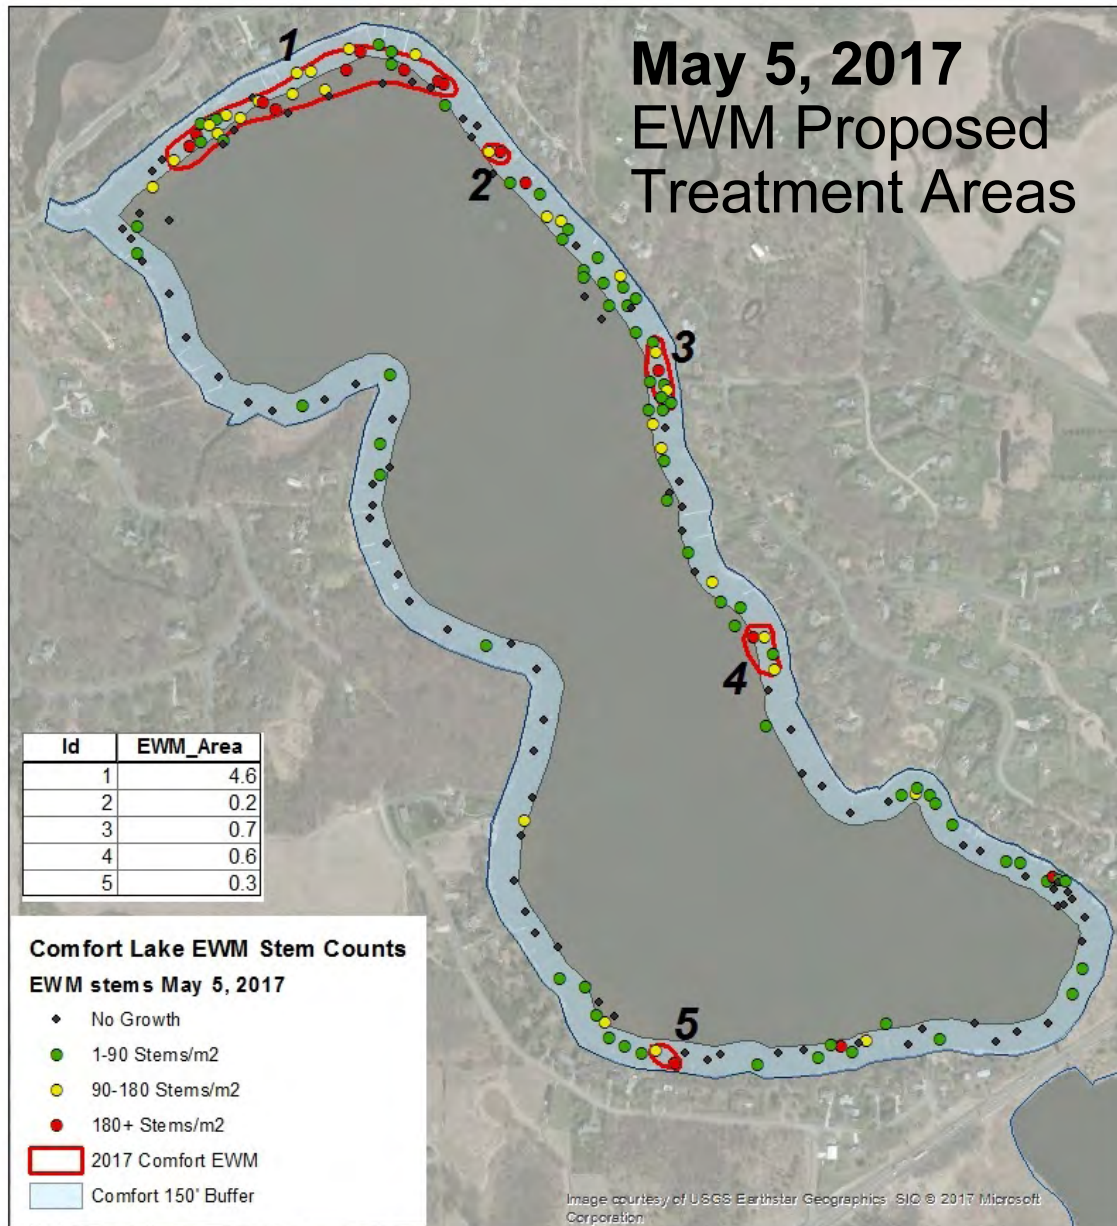 May 5, 2017
EWM Proposed
Treatment Areas
1
2
3
4
5
Id EWM_Area
1 4.6
2 0.2
3 0.7
4 0.6
5 0.3
Comfort Lake EWM Stem Counts
EWM stems May 5, 2017
No Growth
1-90 Stems/m2
90-180 Stems/m2
180+ Stems/m2
2017 Comfort EWM
Comfort 150' Buffer
Image courtesy of USGS Earthstar Geographics SIO © 2017 Microsoft
Corporation